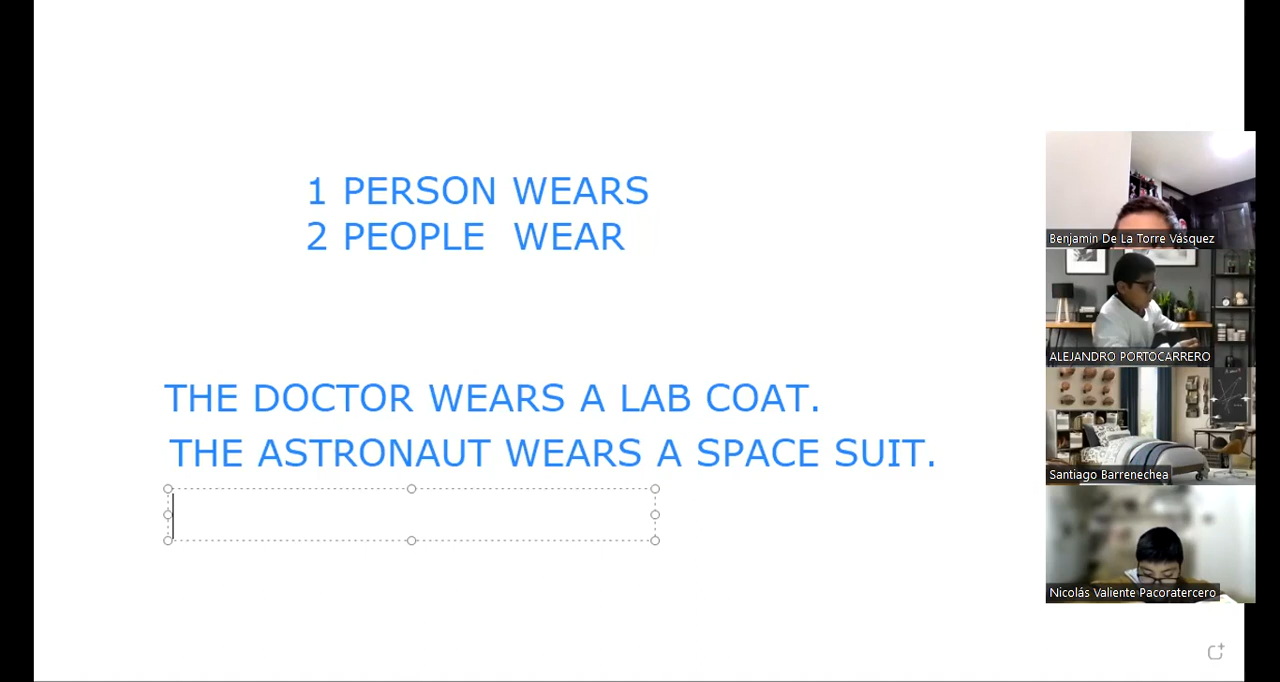 1 PERSON WEARS
2 PEOPLE WEAR
THE DOCTOR WEARS A LAB COAT.
THE ASTRONAUT WEARS A SPACE SUIT.
Benjamin De La Torre Vásquez
ALEJANDRO PORTOCARRERO
Santiago Barrenechea
Nicolás Valiente Pacoratercero